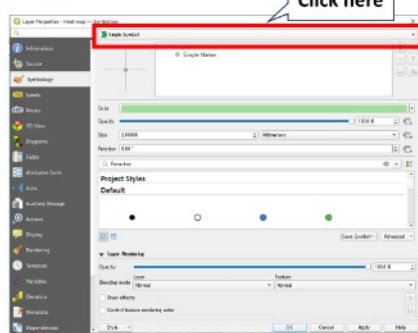 Click here
Layer Properties - Heat map — Symbology
Single Symbol
Information
Source
Simple Marker
Symbology
Labels
Masks
Color
3D View
Opacity
100.0 %
Diagrams
Size
2.00000
Millimeters
Fields
Rotation
0.00 °
Attributes Form
Favorites
Joins
Project Styles
Auxiliary Storage
Default
Actions
Display
Rendering
Save Symbol...
Advanced
Temporal
Layer Rendering
Variables
Opacity
100.0 %
Elevation
Layer
Feature
Blending mode
Normal
Normal
Metadata
Draw effects
Dependencies
Control feature rendering order
Style
OK
Cancel
Apply
Help